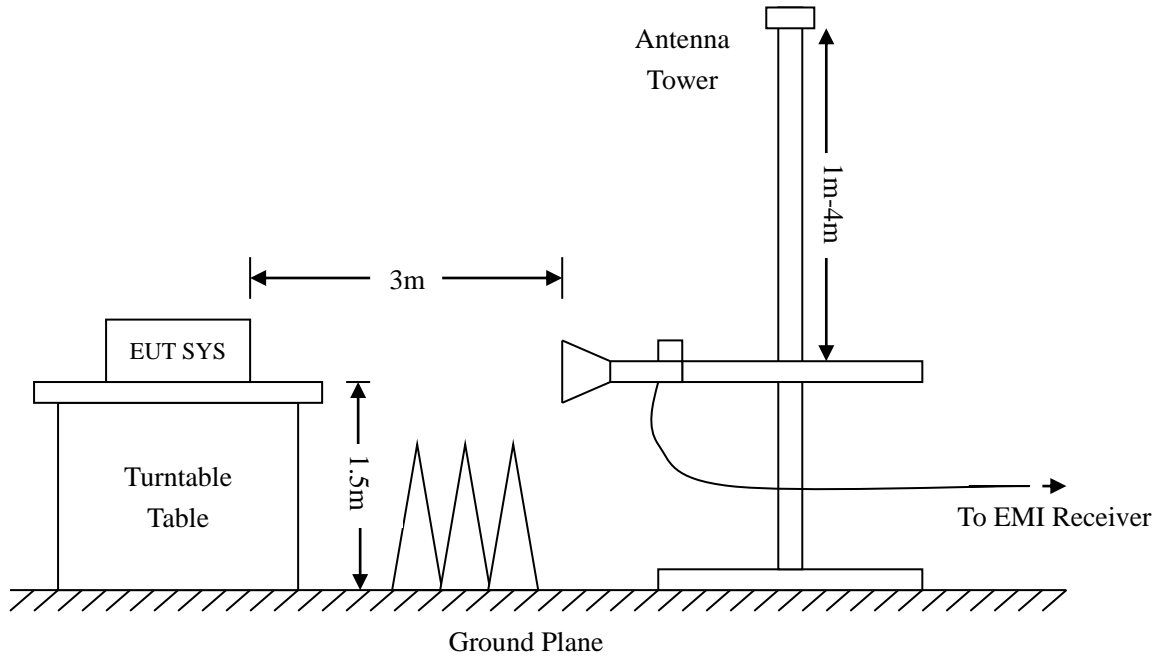 Antenna
Tower
1m-4m
3m
EUT SYS
1.5m
Turntable
Table
To EMI Receiver
Ground Plane